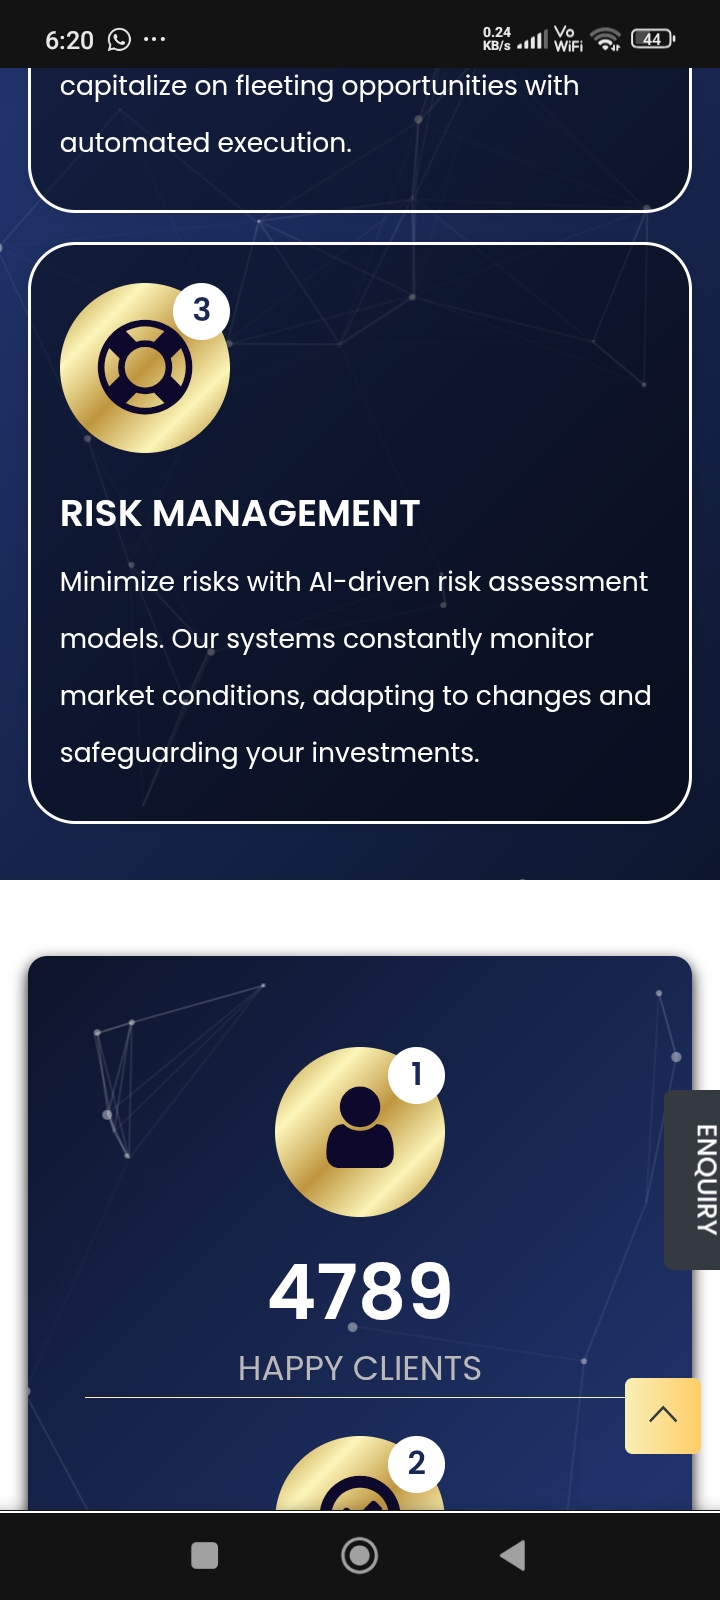 6:20
0.24
KB/s
Vo
WiFi
44
capitalize on fleeting opportunities with
automated execution.
3
RISK MANAGEMENT
Minimize risks with AI-driven risk assessment
models. Our systems constantly monitor
market conditions, adapting to changes and
safeguarding your investments.
1
ENQUIRY
4789
HAPPY CLIENTS
2